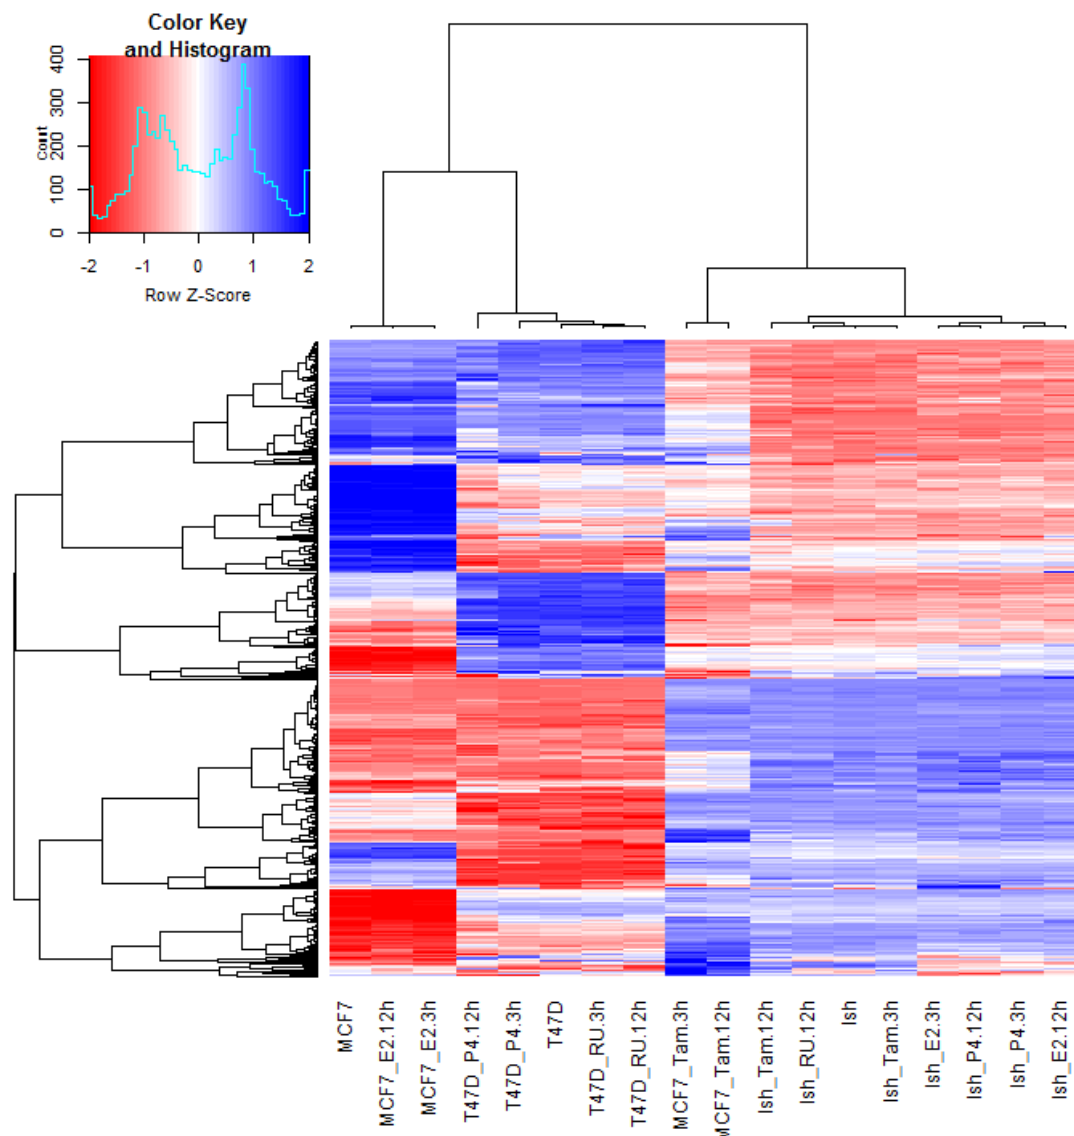 Color Key
and Histogram
Count
0 100 200 300 400
-2 -1 0 1 2
Row Z-Score
MCF7
MCF7_E2.12h
MCF7_E2.3h
T47D_P4.12h
T47D_P4.3h
T47D
T47D_RU.3h
T47D_RU.12h
MCF7_Tam.3h
MCF7_Tam.12h
Ish_Tam.12h
Ish_RU.12h
Ish
Ish_Tam.3h
Ish_E2.3h
Ish_P4.12h
Ish_P4.3h
Ish_E2.12h